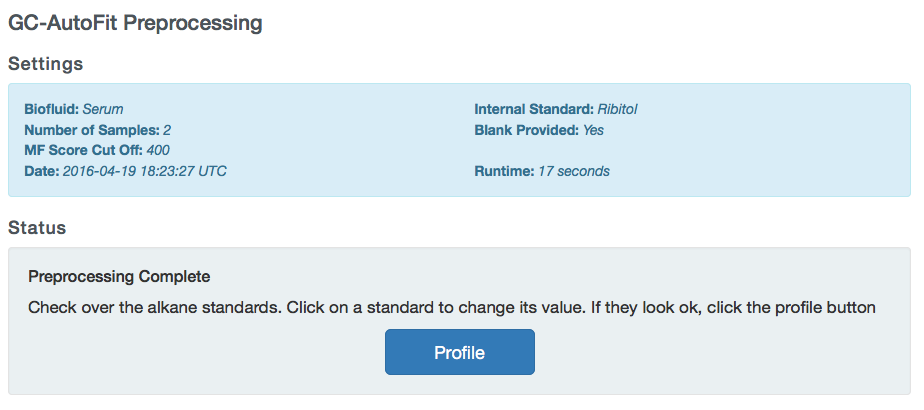 GC-AutoFit Preprocessing
Settings
Biofluid: Serum
Internal Standard: Ribitol
Number of Samples: 2
Blank Provided: Yes
MF Score Cut Off: 400
Date: 2016-04-19 18:23:27 UTC
Runtime: 17 seconds
Status
Preprocessing Complete
Check over the alkane standards. Click on a standard to change its value. If they look ok, click the profile button
Profile